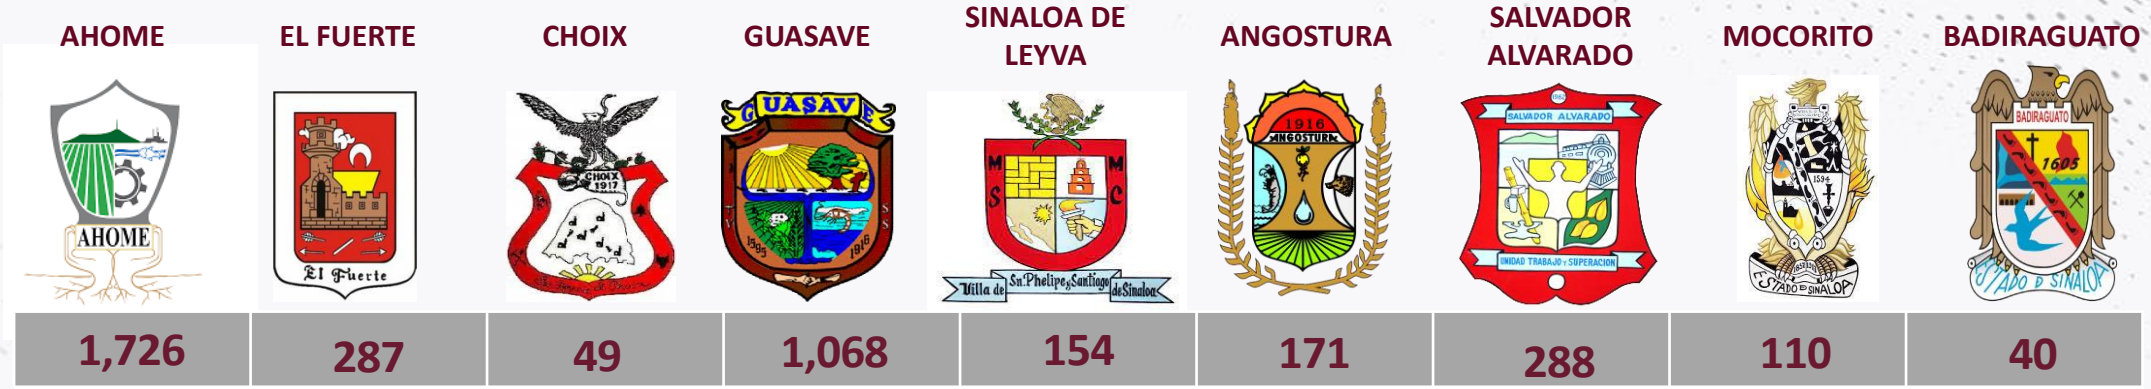 AHOME
EL FUERTE
CHOIX
GUASAVE
SINALOA DE
LEYVA
ANGOSTURA
SALVADOR
ALVARADO
MOCORITO
BADIRAGUATO
AHOME
El Fuerte
CHOIX
1917
GUASAVE
1595
1916
M M
S C
Villa de Sn. Phelipe y Santiago de Sinaloa
1916
ANGOSTURA
1962
SALVADOR ALVARADO
UNIDAD TRABAJO Y SUPERACION
1594
ESTADO D SINALOA
BADIRAGUATO
1605
ESTADO D SINALOA
1,726
287
49
1,068
154
171
288
110
40